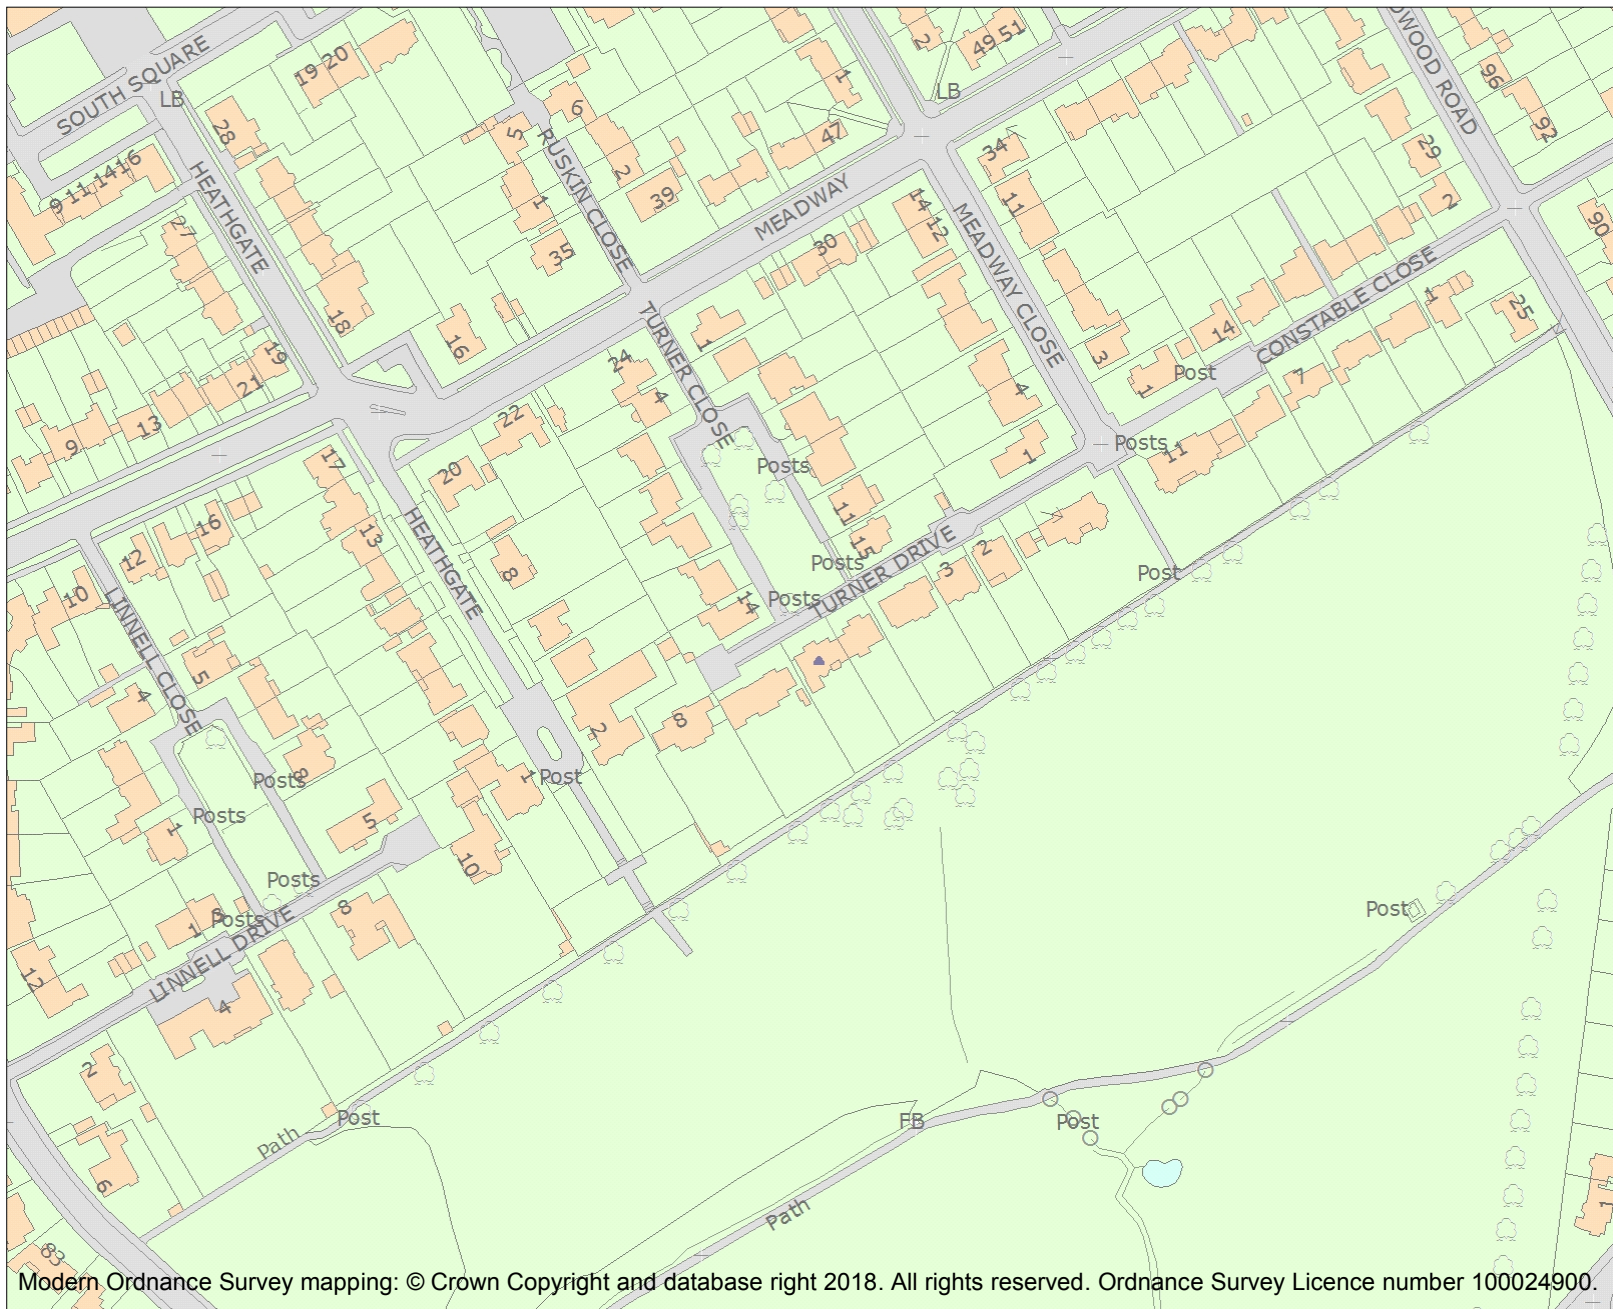 SOUTH SQUARE
LB
19 20
28
9 11 14 16
27
HEATHGATE
18
19
21
13
9
5
6
2
1
RUSKIN CLOSE
39
35
16
47
1
2
49 51
LB
MEADWAY
30
34
14
12
11
MEADWAY CLOSE
3
4
1
DWOOD ROAD
96
92
29
2
90
25
1
CONSTABLE CLOSE
14
Post
1
7
11
Posts
24
4
1
TURNER CLOSE
22
20
17
13
HEATHGATE
8
Posts
11
15
Posts
Posts
14
TURNER DRIVE
2
3
Post
8
2
1
Post
16
12
10
LINNELL CLOSE
5
4
Posts
8
Posts
1
5
10
Posts
Posts
1
3
8
LINNELL DRIVE
4
12
2
6
83
Path
Post
FB
Path
Post
Post
1
Modern Ordnance Survey mapping: © Crown Copyright and database right 2018. All rights reserved. Ordnance Survey Licence number 100024900.